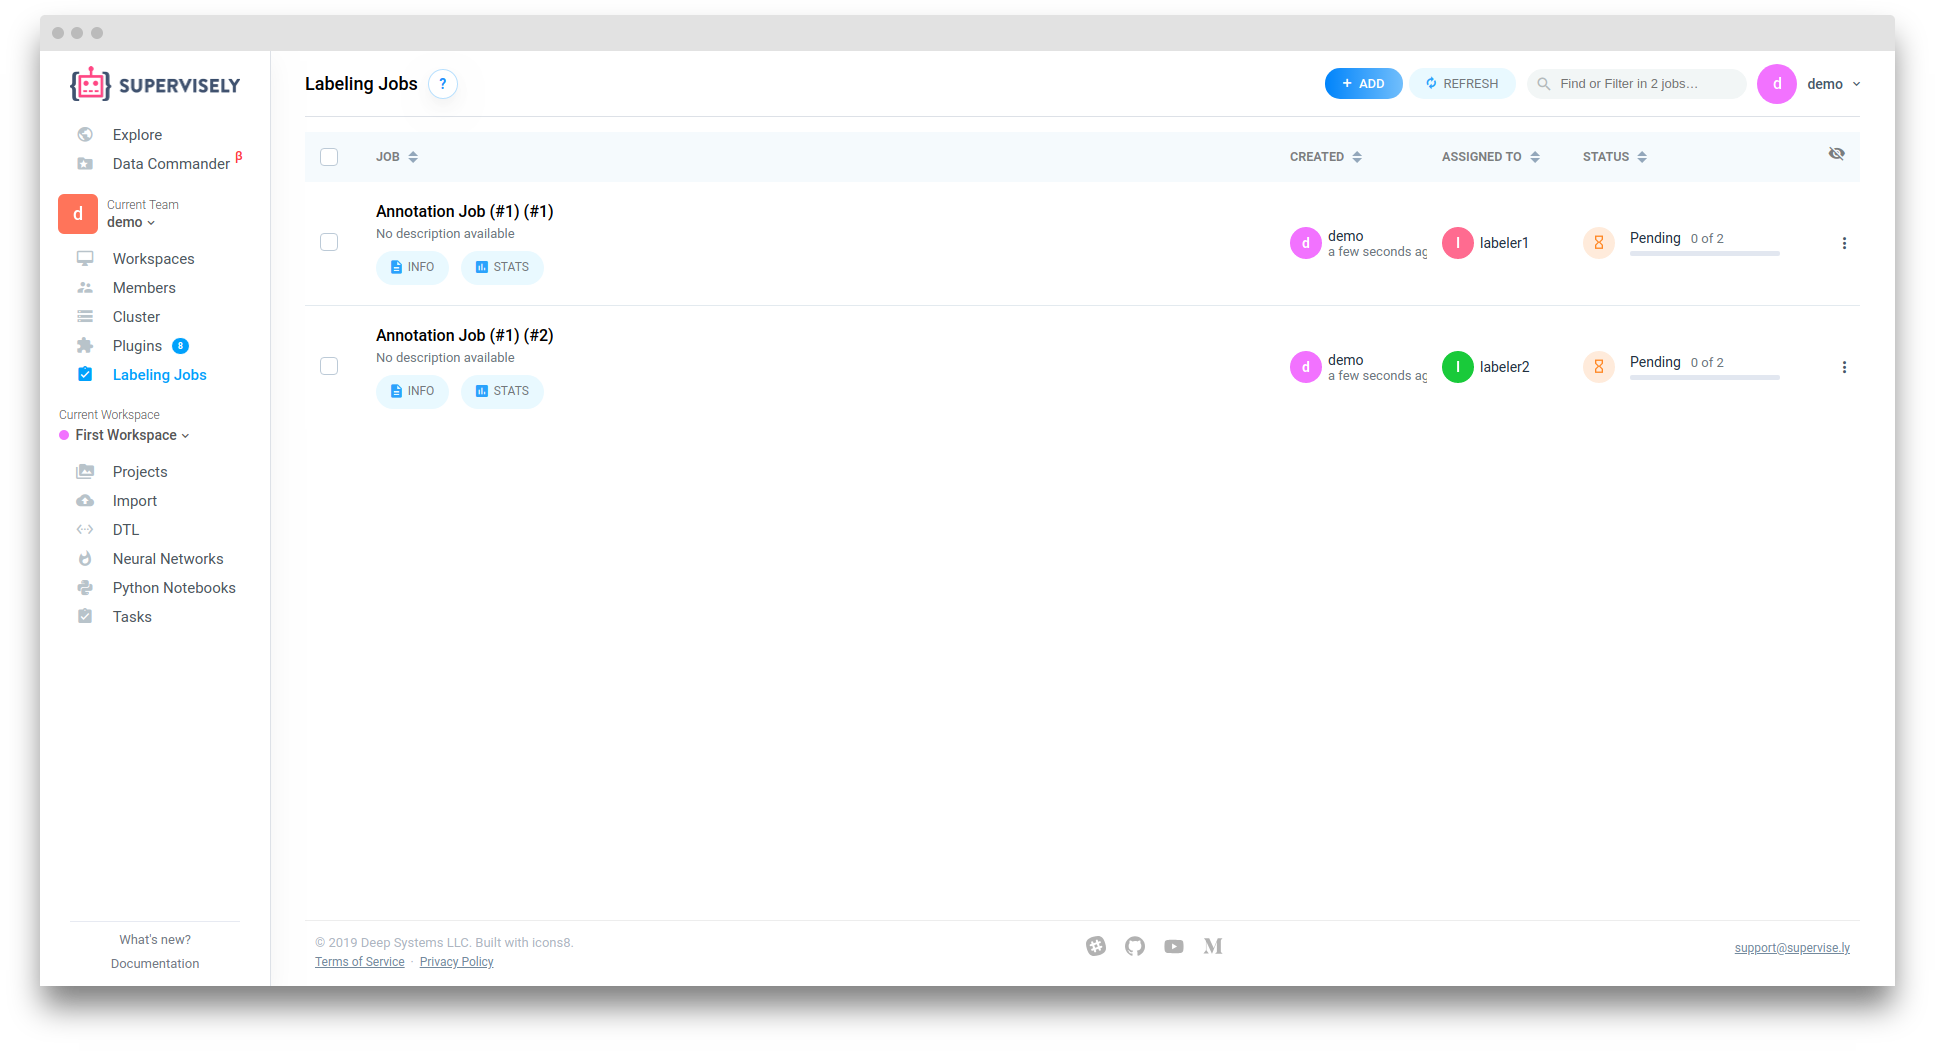 SUPERVISELY
Explore
Data Commander β
d
Current Team
demo
Workspaces
Members
Cluster
Plugins 8
Labeling Jobs
Current Workspace
First Workspace
Projects
Import
DTL
Neural Networks
Python Notebooks
Tasks
What's new?
Documentation
Labeling Jobs ?
+ ADD
REFRESH
Find or Filter in 2 jobs...
d demo
JOB CREATED ASSIGNED TO STATUS
Annotation Job (#1) (#1)
No description available
INFO STATS
d demo
a few seconds ag
l labeler1
Pending 0 of 2
Annotation Job (#1) (#2)
No description available
INFO STATS
d demo
a few seconds ag
l labeler2
Pending 0 of 2
© 2019 Deep Systems LLC. Built with icons8.
Terms of Service · Privacy Policy
support@supervise.ly